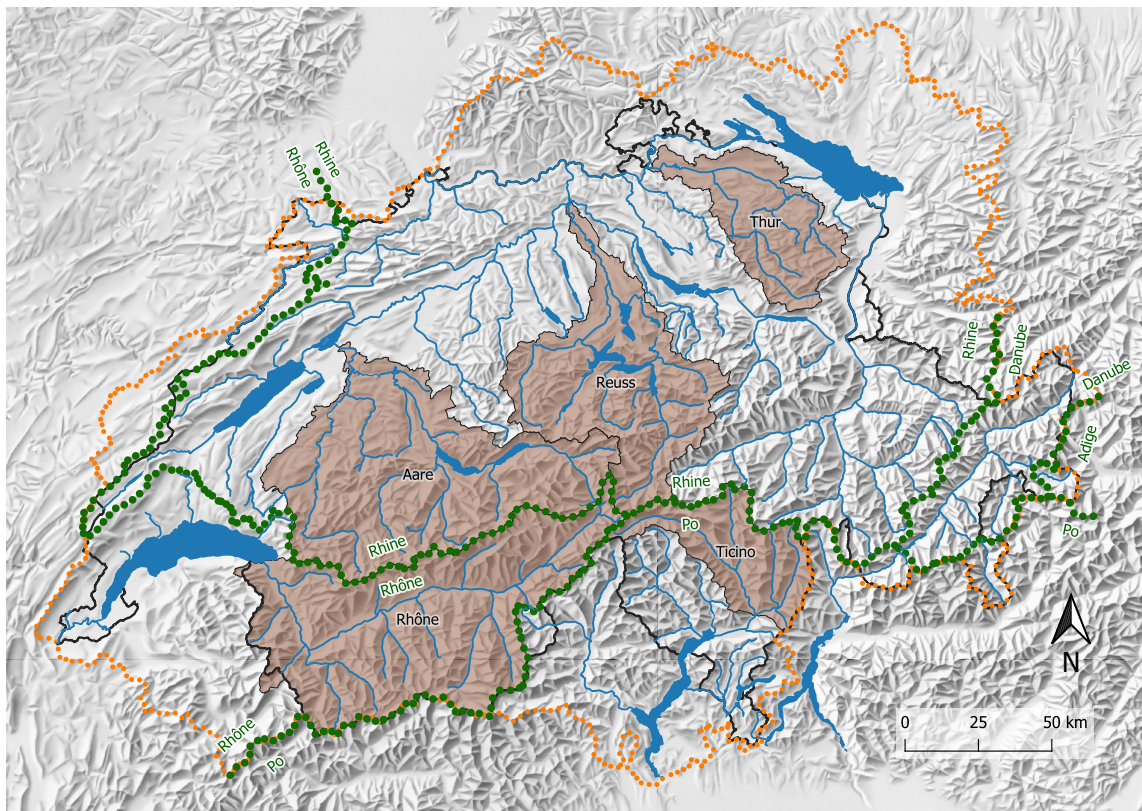 Rhine
Rhône
Thur
Rhine
Danube
Danube
Reuss
Adige
Aare
Rhine
Po
Po
Rhine
Ticino
Rhône
Rhône
N
0 25 50 km
Rhône
Po